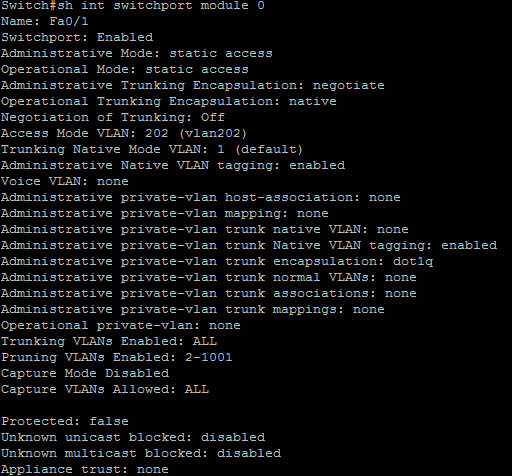 Switch#sh int switchport module 0
Name: Fa0/1
Switchport: Enabled
Administrative Mode: static access
Operational Mode: static access
Administrative Trunking Encapsulation: negotiate
Operational Trunking Encapsulation: native
Negotiation of Trunking: Off
Access Mode VLAN: 202 (vlan202)
Trunking Native Mode VLAN: 1 (default)
Administrative Native VLAN tagging: enabled
Voice VLAN: none
Administrative private-vlan host-association: none
Administrative private-vlan mapping: none
Administrative private-vlan trunk native VLAN: none
Administrative private-vlan trunk Native VLAN tagging: enabled
Administrative private-vlan trunk encapsulation: dot1q
Administrative private-vlan trunk normal VLANs: none
Administrative private-vlan trunk associations: none
Administrative private-vlan trunk mappings: none
Operational private-vlan: none
Trunking VLANs Enabled: ALL
Pruning VLANs Enabled: 2-1001
Capture Mode Disabled
Capture VLANs Allowed: ALL
Protected: false
Unknown unicast blocked: disabled
Unknown multicast blocked: disabled
Appliance trust: none